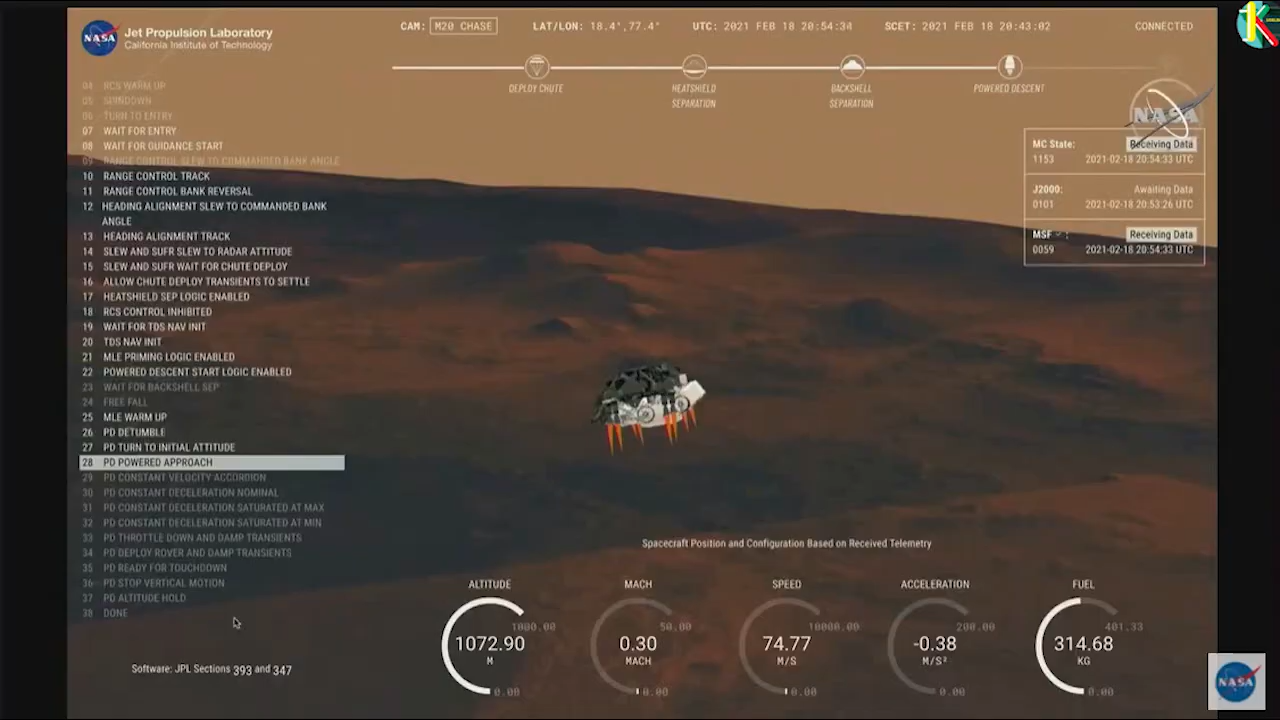 NASA
Jet Propulsion Laboratory
California Institute of Technology
CAM: M20 CHASE LAT/LON: 18.4°,77.4° UTC: 2021 FEB 18 20:54:34 SCET: 2021 FEB 18 20:43:02 CONNECTED
JK
DEPLOY CHUTE
HEATSHIELD
SEPARATION
BACKSHELL
SEPARATION
POWERED DESCENT
NASA
MC State: Receiving Data
1153 2021-02-18 20:54:33 UTC
J2000: Awaiting Data
0101 2021-02-18 20:53:26 UTC
MSF : Receiving Data
0059 2021-02-18 20:54:33 UTC
04 RCS WARM UP
05 SPINDOWN
06 TURN TO ENTRY
07 WAIT FOR ENTRY
08 WAIT FOR GUIDANCE START
09 RANGE CONTROL SLEW TO COMMANDED BANK ANGLE
10 RANGE CONTROL TRACK
11 RANGE CONTROL BANK REVERSAL
12 HEADING ALIGNMENT SLEW TO COMMANDED BANK
ANGLE
13 HEADING ALIGNMENT TRACK
14 SLEW AND SUFR SLEW TO RADAR ATTITUDE
15 SLEW AND SUFR WAIT FOR CHUTE DEPLOY
16 ALLOW CHUTE DEPLOY TRANSIENTS TO SETTLE
17 HEATSHIELD SEP LOGIC ENABLED
18 RCS CONTROL INHIBITED
19 WAIT FOR TDS NAV INIT
20 TDS NAV INIT
21 MLE PRIMING LOGIC ENABLED
22 POWERED DESCENT START LOGIC ENABLED
23 WAIT FOR BACKSHELL SEP
24 FREE FALL
25 MLE WARM UP
26 PD DETUMBLE
27 PD TURN TO INITIAL ATTITUDE
28 PD POWERED APPROACH
29 PD CONSTANT VELOCITY ACCORDION
30 PD CONSTANT DECELERATION NOMINAL
31 PD CONSTANT DECELERATION SATURATED AT MAX
32 PD CONSTANT DECELERATION SATURATED AT MIN
33 PD THROTTLE DOWN AND DAMP TRANSIENTS
34 PD DEPLOY ROVER AND DAMP TRANSIENTS
35 PD READY FOR TOUCHDOWN
36 PD STOP VERTICAL MOTION
37 PD ALTITUDE HOLD
38 DONE
Software: JPL Sections 393 and 347
Spacecraft Position and Configuration Based on Received Telemetry
ALTITUDE MACH SPEED ACCELERATION FUEL
1000.00 50.00 10000.00 200.00 401.33
1072.90 0.30 74.77 -0.38 314.68
M MACH M/S M/S² KG
0.00 0.00 0.00 0.00 0.00
NASA